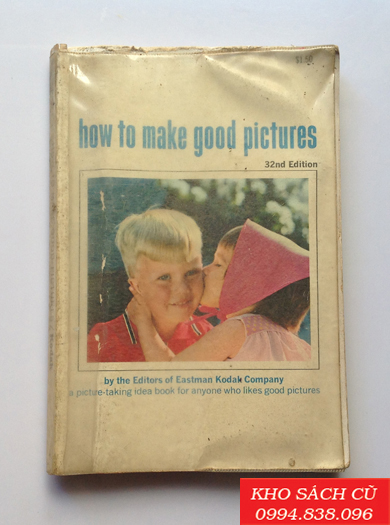 how to make good pictures
32nd Edition
by the Editors of Eastman Kodak Company
a picture-taking idea book for anyone who likes good pictures
KHO SÁCH CŨ
0994.838.096